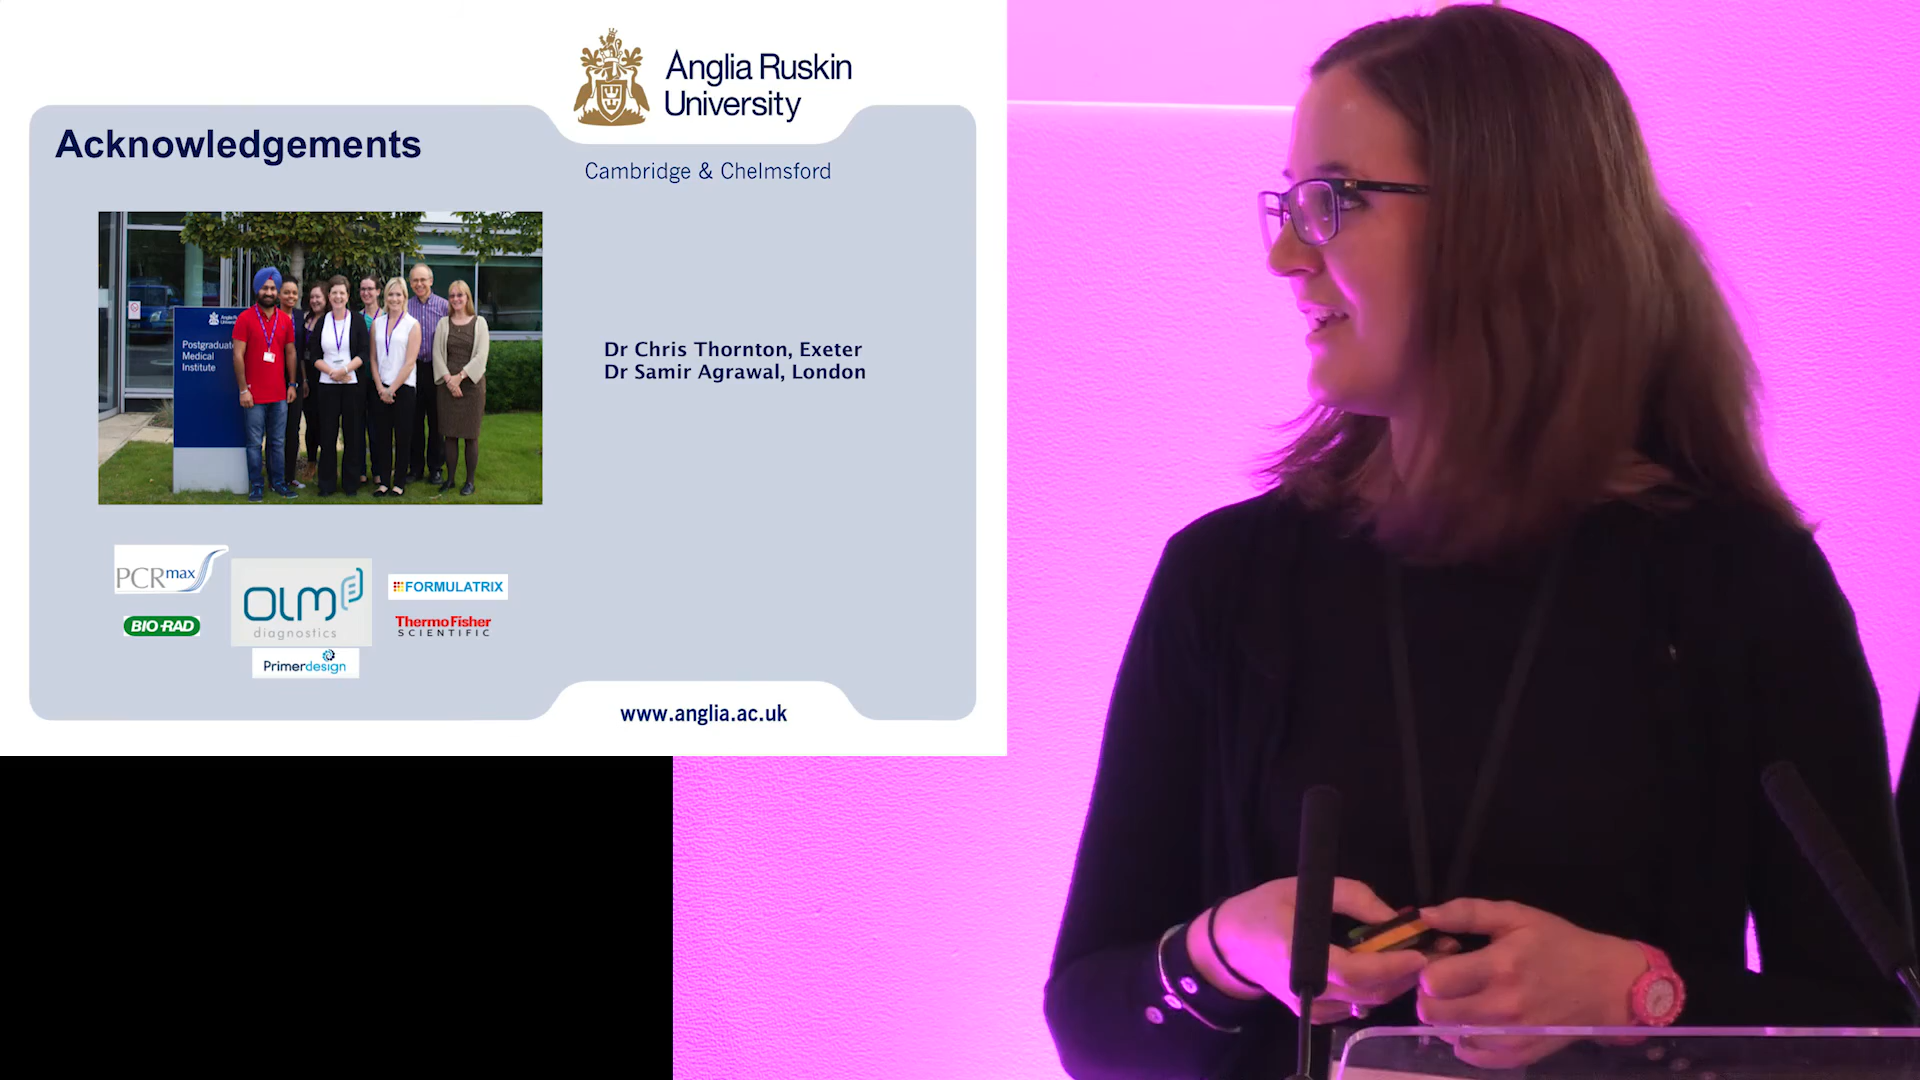 Anglia Ruskin
University
Acknowledgements
Cambridge & Chelmsford
Postgraduate
Medical
Institute
Dr Chris Thornton, Exeter
Dr Samir Agrawal, London
PCRmax
OLM
diagnostics
FORMULATRIX
BIO-RAD
ThermoFisher
SCIENTIFIC
Primerdesign
www.anglia.ac.uk